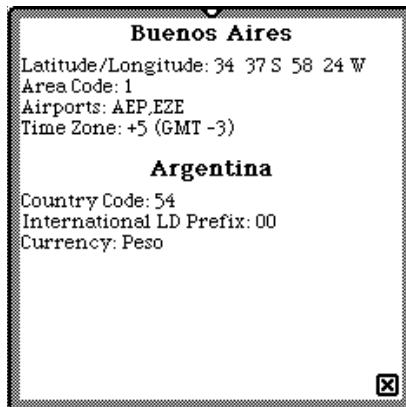 Buenos Aires
Latitude/Longitude: 34 37 S 58 24 W
Area Code: 1
Airports: AEP,EZE
Time Zone: +5 (GMT -3)
Argentina
Country Code: 54
International LD Prefix: 00
Currency: Peso